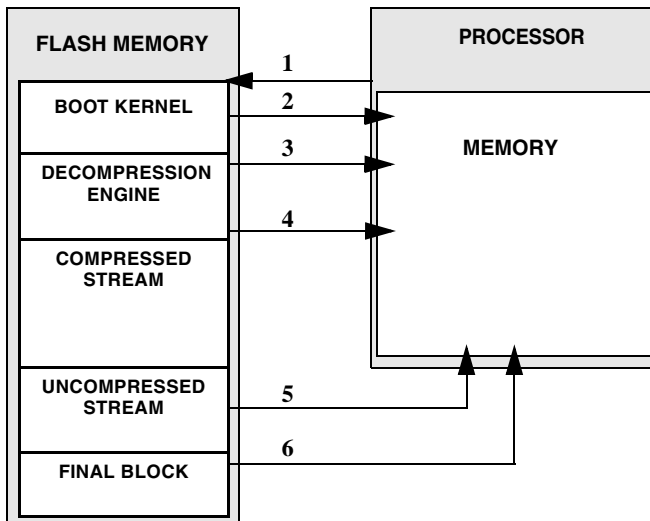 FLASH MEMORY
BOOT KERNEL
DECOMPRESSION
ENGINE
COMPRESSED
STREAM
UNCOMPRESSED
STREAM
FINAL BLOCK
1
2
3
4
5
6
PROCESSOR
MEMORY